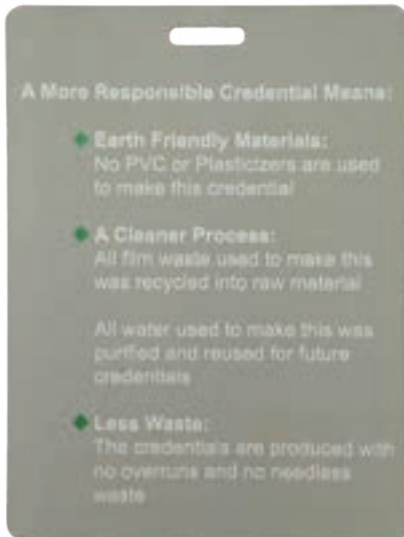 A More Responsible Credential Means:
Earth Friendly Materials:
No PVC or Plasticizers are used
to make this credential
A Cleaner Process:
All film waste used to make this
was recycled into raw material
All water used to make this was
purified and reused for future
credentials
Less Waste:
The credentials are produced with
no overruns and no needless
waste